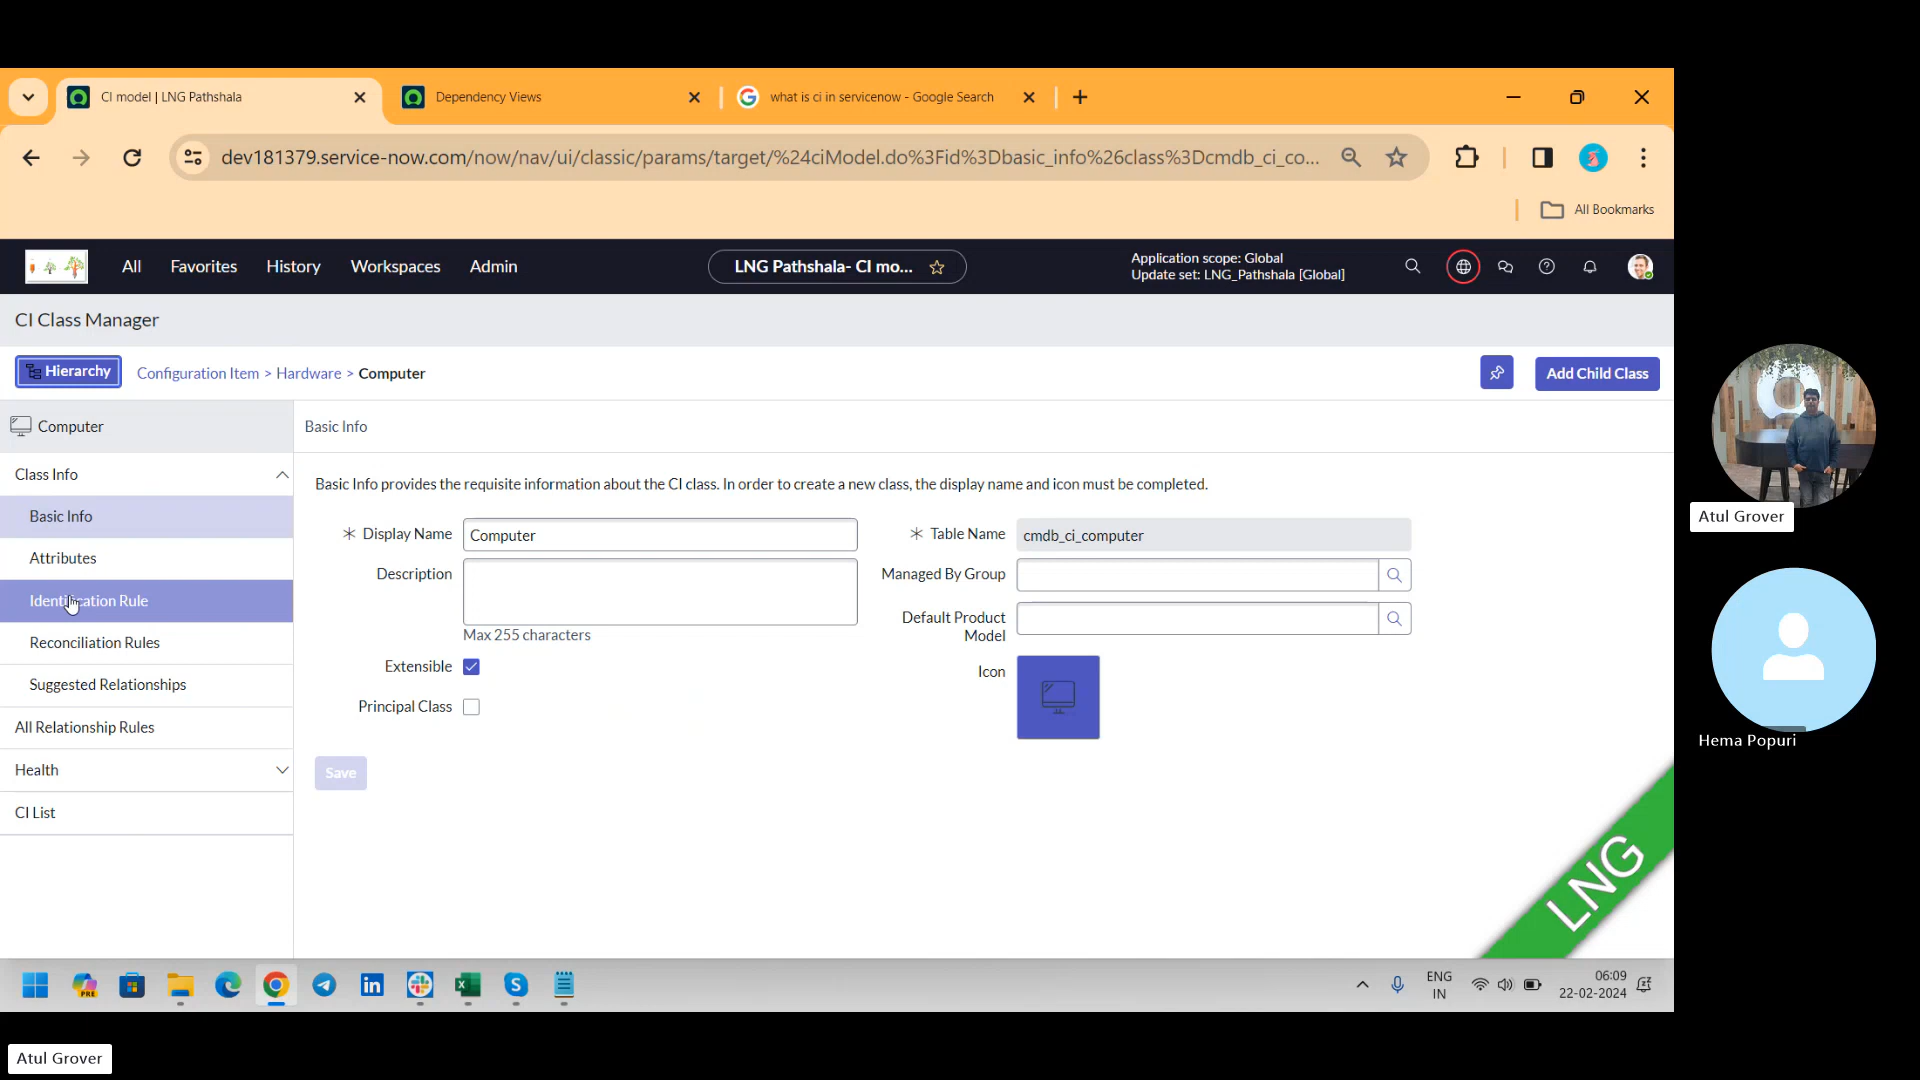 CI model | LNG Pathshala
Dependency Views
what is ci in servicenow - Google Search
dev181379.service-now.com/now/nav/ui/classic/params/target/%24ciModel.do%3Fid%3Dbasic_info%26class%3Dcmdb_ci_co...
All Bookmarks
All
Favorites
History
Workspaces
Admin
LNG Pathshala- CI mo...
Application scope: Global
Update set: LNG_Pathshala [Global]
CI Class Manager
Hierarchy
Configuration Item > Hardware > Computer
Add Child Class
Computer
Basic Info
Class Info
Basic Info
Attributes
Identification Rule
Reconciliation Rules
Suggested Relationships
All Relationship Rules
Health
CI List
Basic Info provides the requisite information about the CI class. In order to create a new class, the display name and icon must be completed.
Display Name
Computer
Description
Max 255 characters
Extensible
Principal Class
Save
Table Name
cmdb_ci_computer
Managed By Group
Default Product
Model
Icon
LNG
PRE
ENG
IN
06:09
22-02-2024
Atul Grover
Hema Popuri
Atul Grover